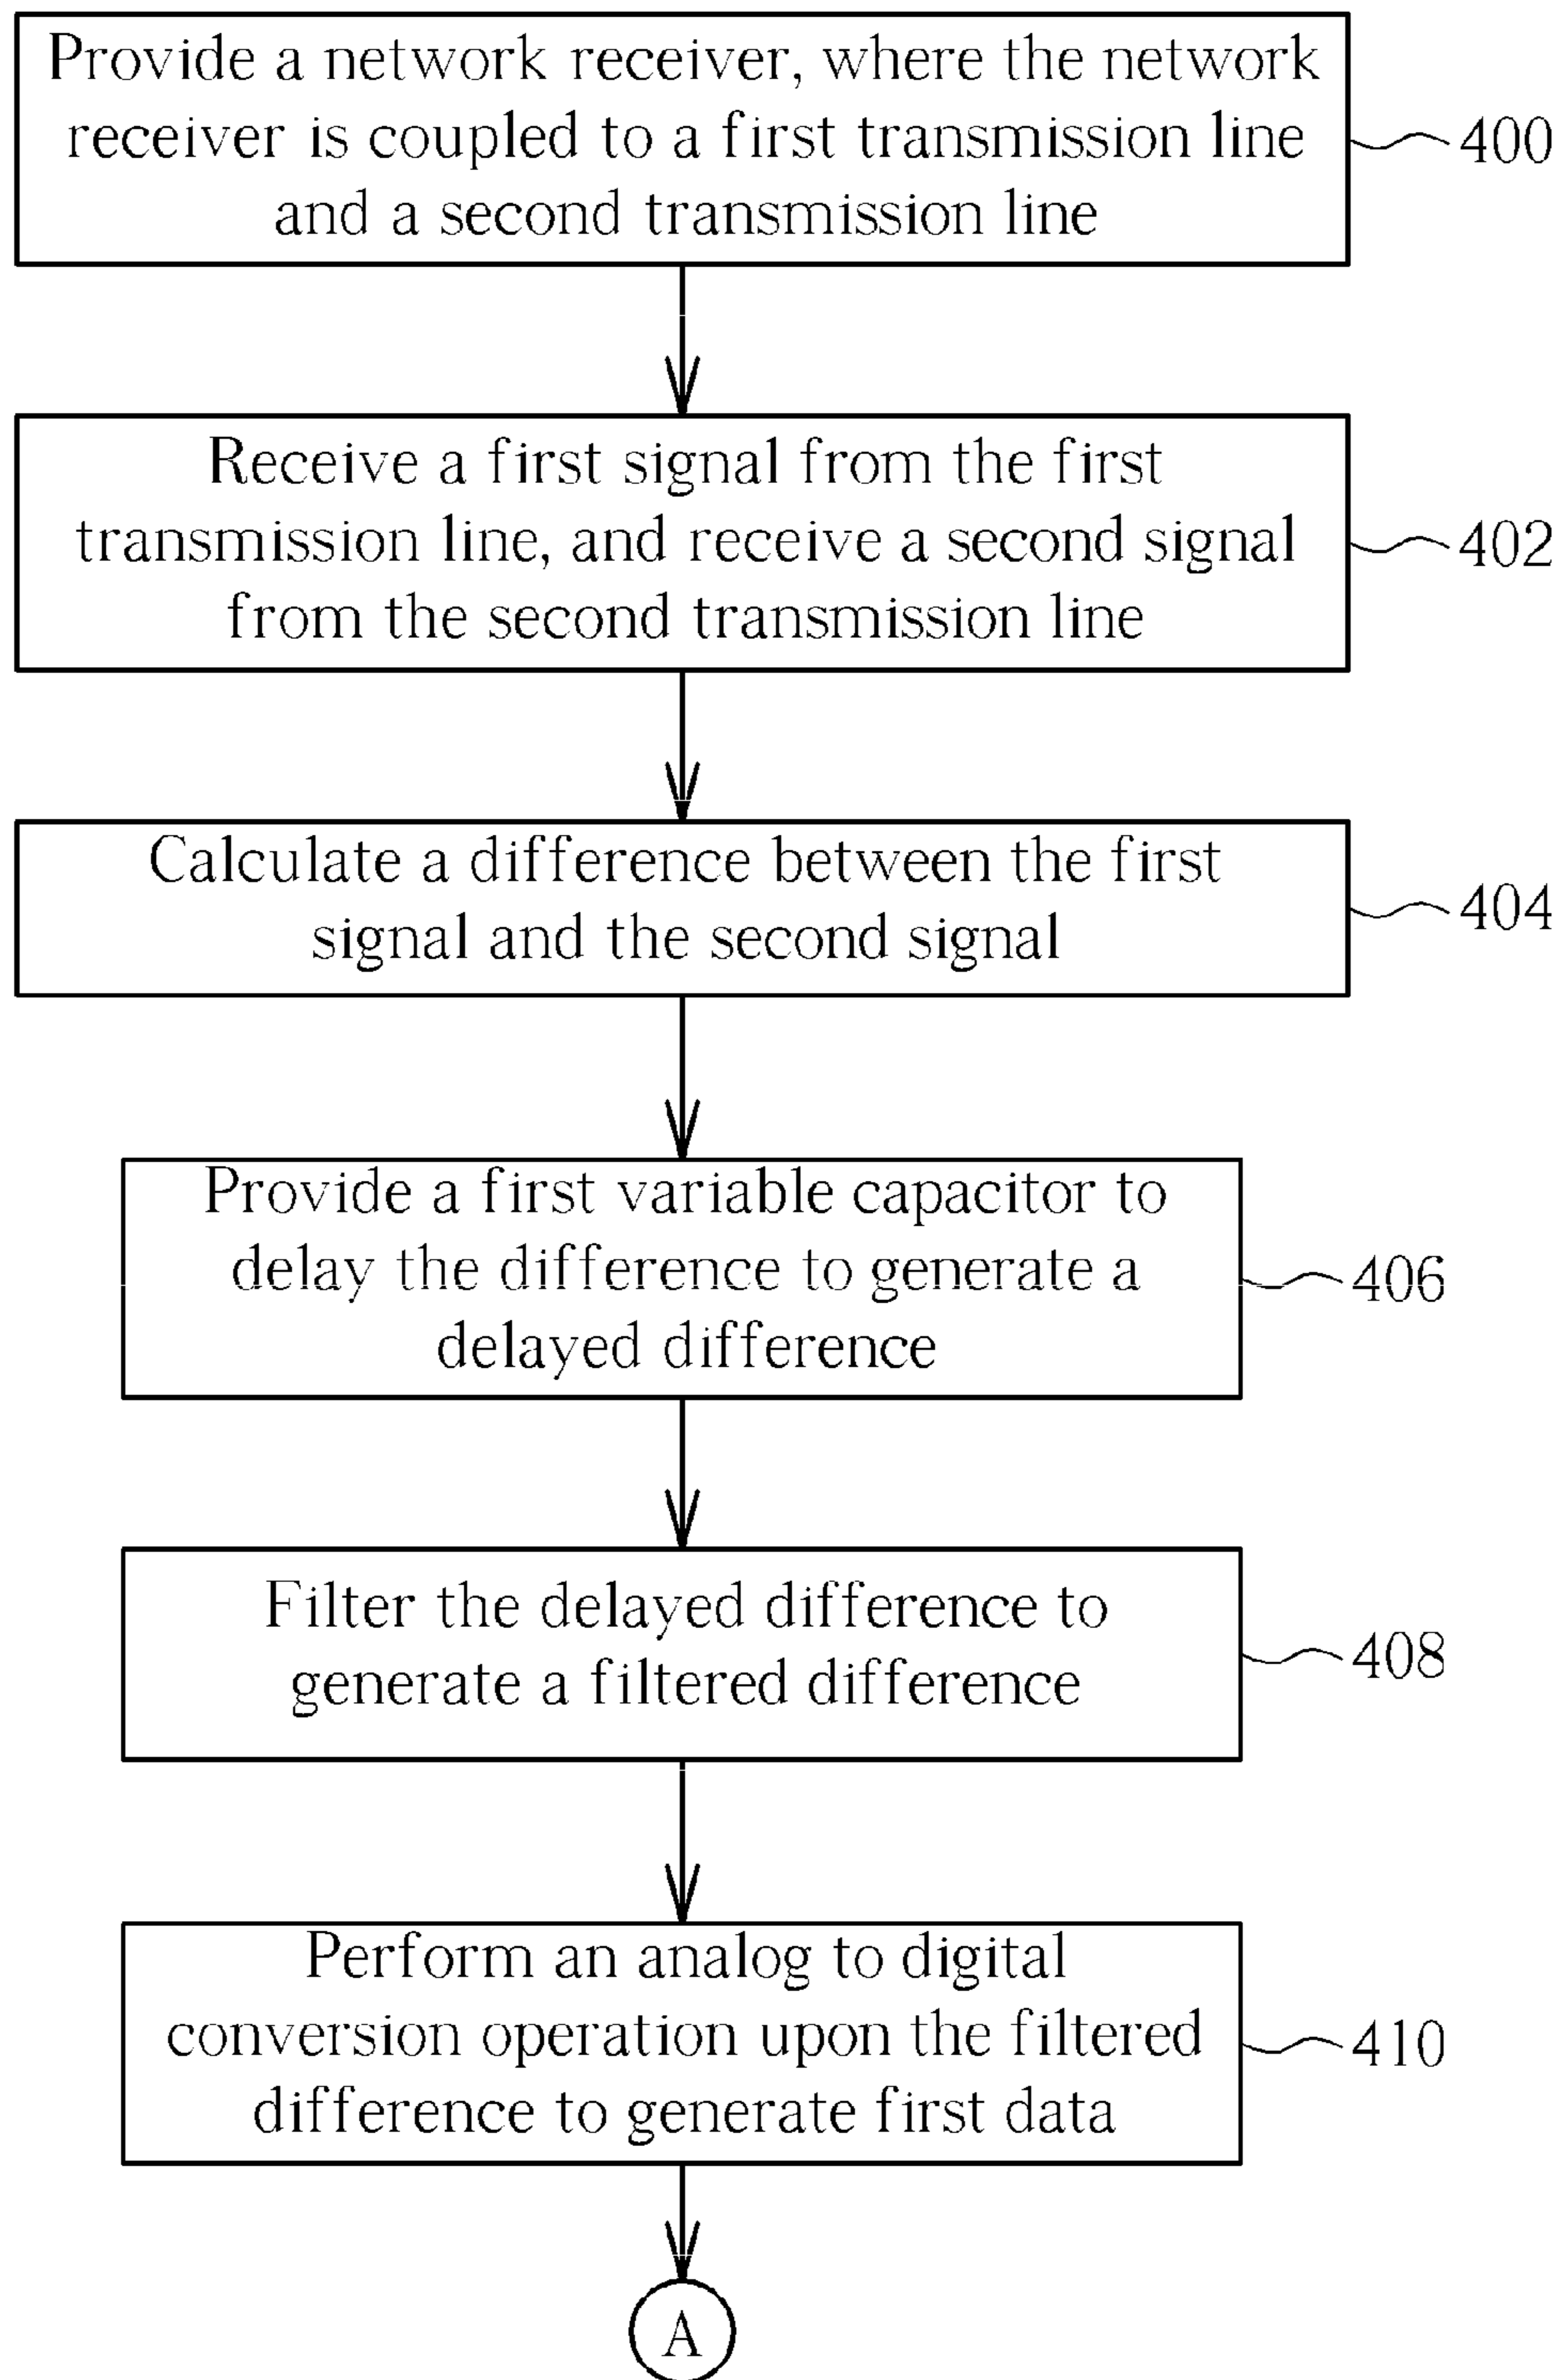 Provide a network receiver, where the network
receiver is coupled to a first transmission line
and a second transmission line
400
Receive a first signal from the first
transmission line, and receive a second signal
from the second transmission line
402
Calculate a difference between the first
signal and the second signal
404
Provide a first variable capacitor to
delay the difference to generate a
delayed difference
406
Filter the delayed difference to
generate a filtered difference
408
Perform an analog to digital
conversion operation upon the filtered
difference to generate first data
410
A